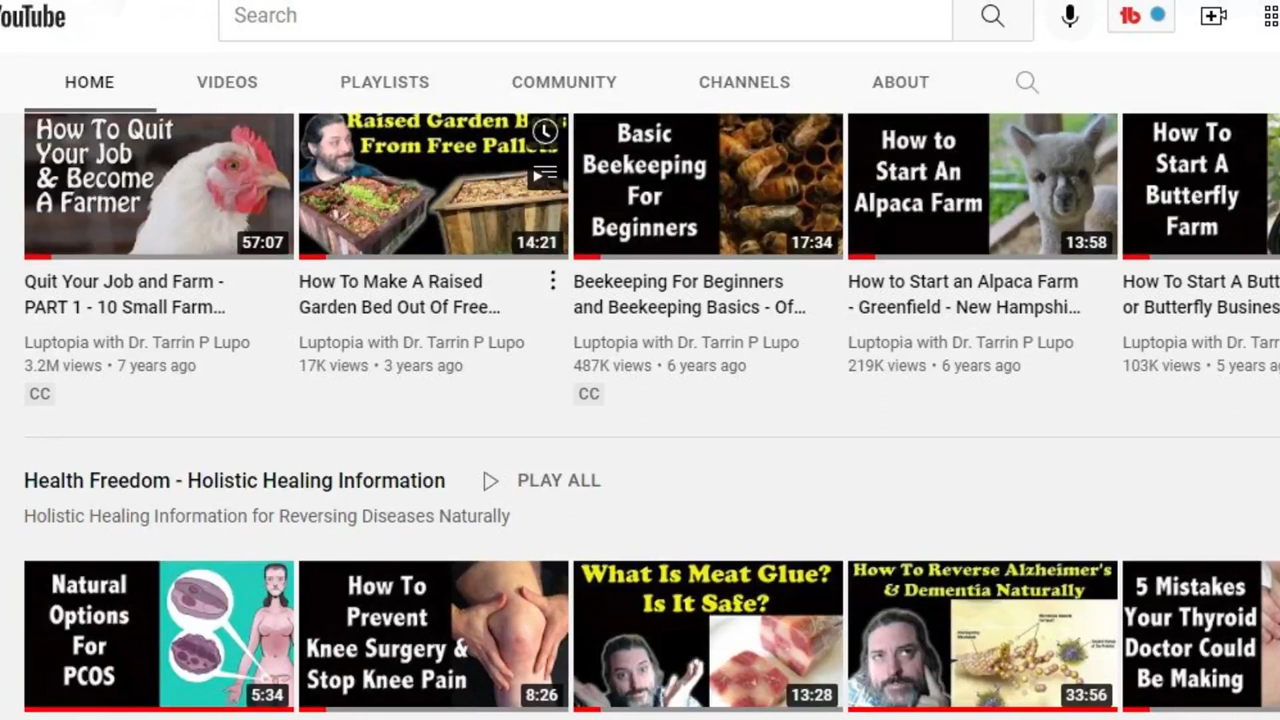 YouTube
Search
HOME VIDEOS PLAYLISTS COMMUNITY CHANNELS ABOUT
How To Quit
Your Job
& Become
A Farmer
57:07
Raised Garden B
From Free Pall
14:21
Basic
Beekeeping
For
Beginners
17:34
How to
Start An
Alpaca Farm
13:58
How To
Start A
Butterfly
Farm
Quit Your Job and Farm -
PART 1 - 10 Small Farm...
Luptopia with Dr. Tarrin P Lupo
3.2M views • 7 years ago
CC
How To Make A Raised
Garden Bed Out Of Free...
Luptopia with Dr. Tarrin P Lupo
17K views • 3 years ago
Beekeeping For Beginners
and Beekeeping Basics - Of...
Luptopia with Dr. Tarrin P Lupo
487K views • 6 years ago
CC
How to Start an Alpaca Farm
- Greenfield - New Hampshi...
Luptopia with Dr. Tarrin P Lupo
219K views • 6 years ago
How To Start A Butt
or Butterfly Busines
Luptopia with Dr. Tarr
103K views • 5 years ag
Health Freedom - Holistic Healing Information PLAY ALL
Holistic Healing Information for Reversing Diseases Naturally
Natural
Options
For
PCOS
5:34
How To
Prevent
Knee Surgery &
Stop Knee Pain
8:26
What Is Meat Glue?
Is It Safe?
13:28
How To Reverse Alzheimer's
& Dementia Naturally
33:56
5 Mistakes
Your Thyroid
Doctor Could
Be Making